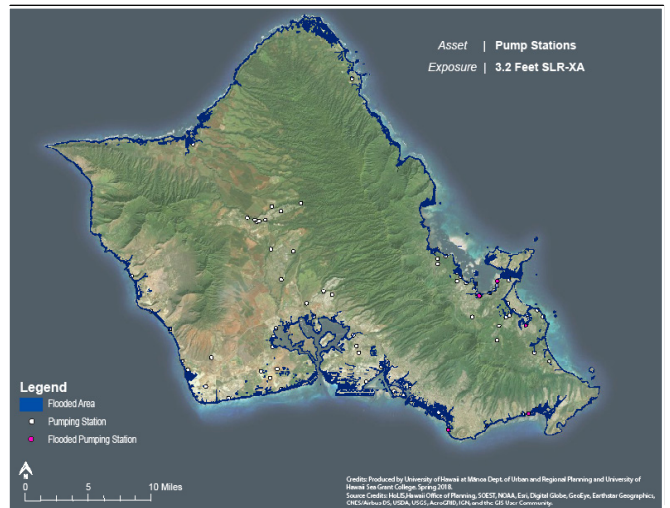 Asset | Pump Stations
Exposure | 3.2 Feet SLR-XA
Legend
Flooded Area
Pumping Station
Flooded Pumping Station
N
0 5 10 Miles
Credits: Produced by University of Hawaii at Mānoa Dept. of Urban and Regional Planning and University of
Hawaii Sea Grant College. Spring 2018.
Source Credits: HoLIS,Hawaii Office of Planning, SOEST, NOAA, Esri, Digital Globe, GeoEye, Earthstar Geographics,
CNES/Airbus DS, USDA, USGS, AeroGRID, IGN, and the GIS User Community.